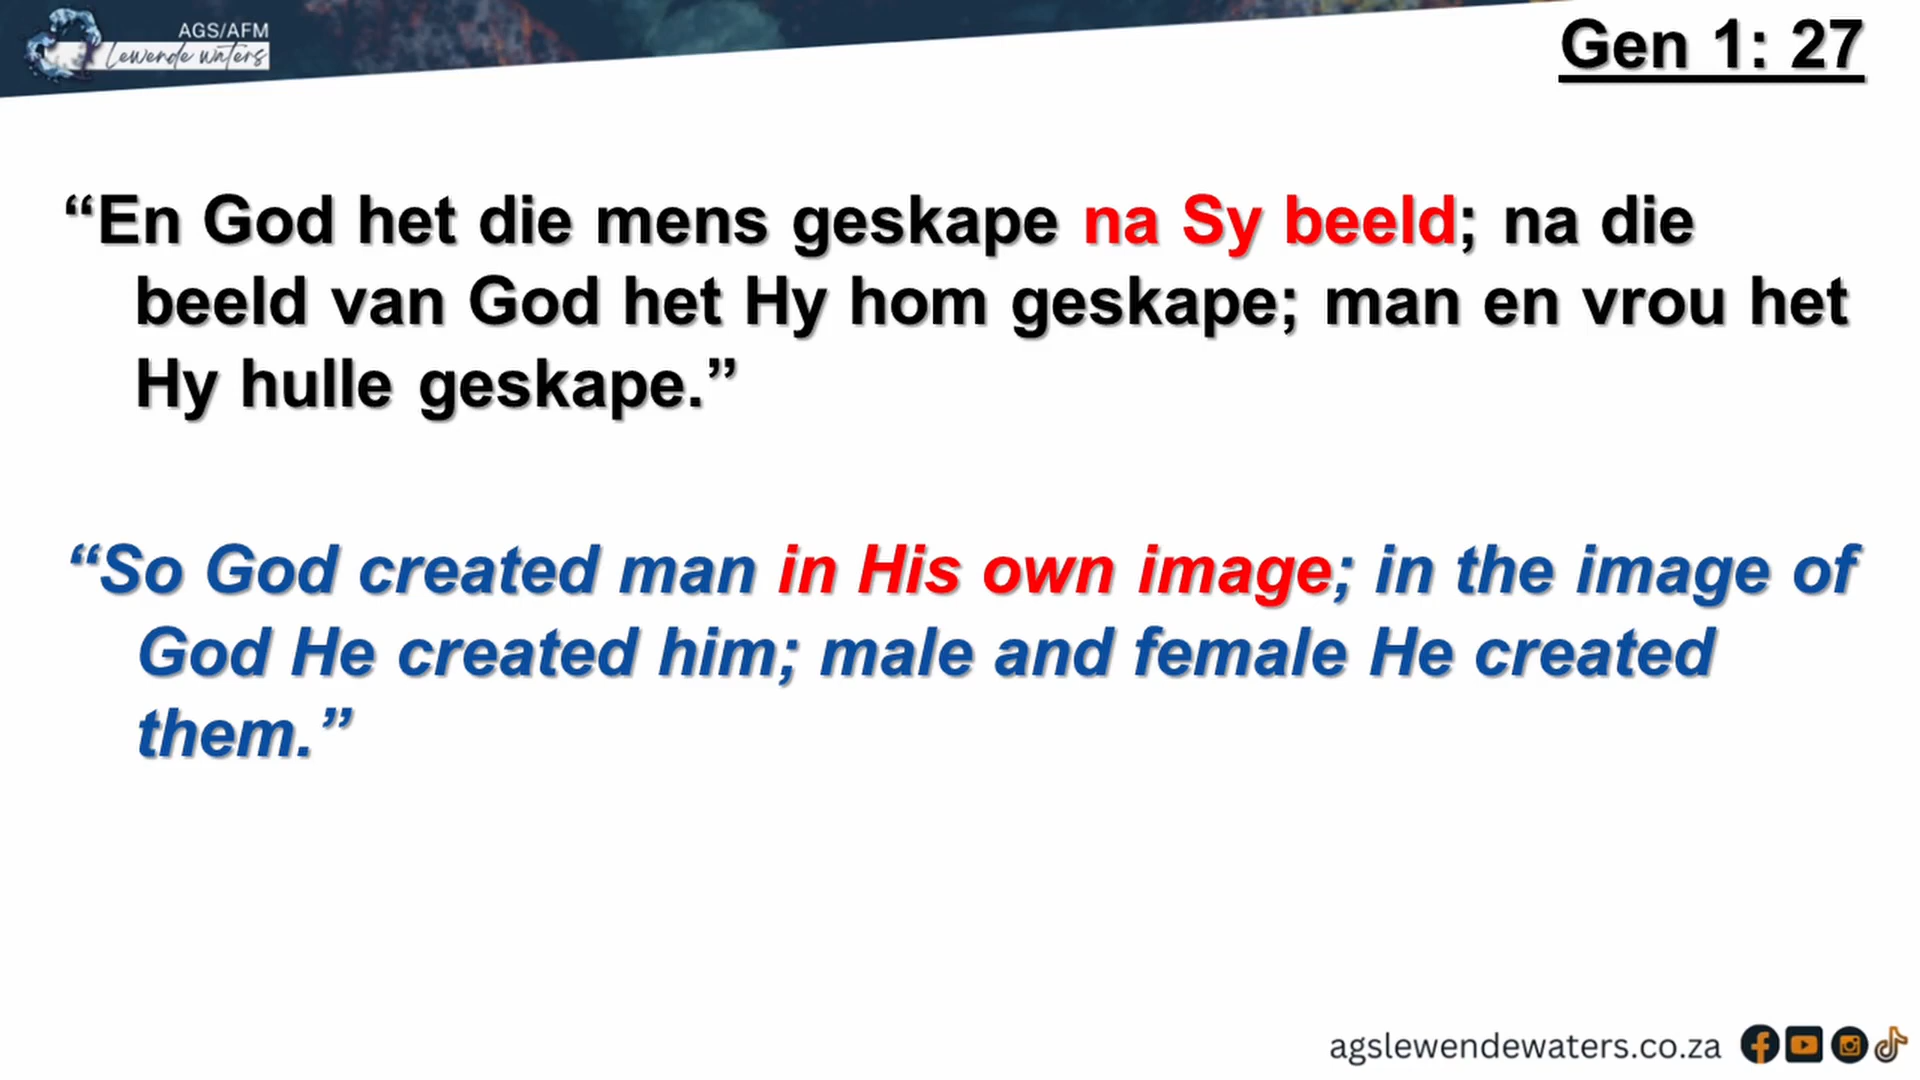 AGS/AFM
Lewende waters
Gen 1: 27
“En God het die mens geskape na Sy beeld; na die
beeld van God het Hy hom geskape; man en vrou het
Hy hulle geskape.”
“So God created man in His own image; in the image of
God He created him; male and female He created
them.”
agslewendewaters.co.za